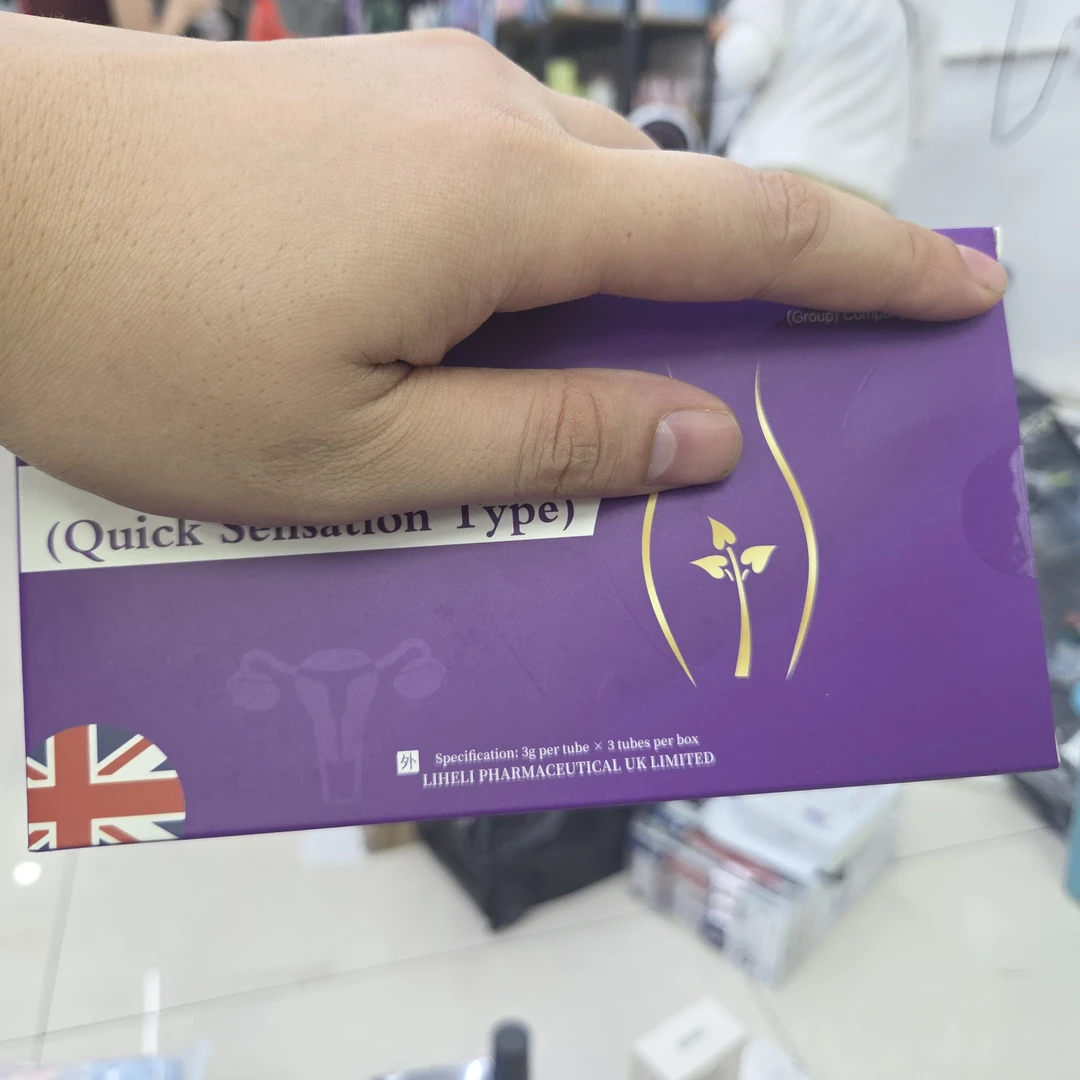 (Group)
(Quick Sensation Type)
外
Specification: 3g per tube × 3 tubes per box
LIHELI PHARMACEUTICAL UK LIMITED